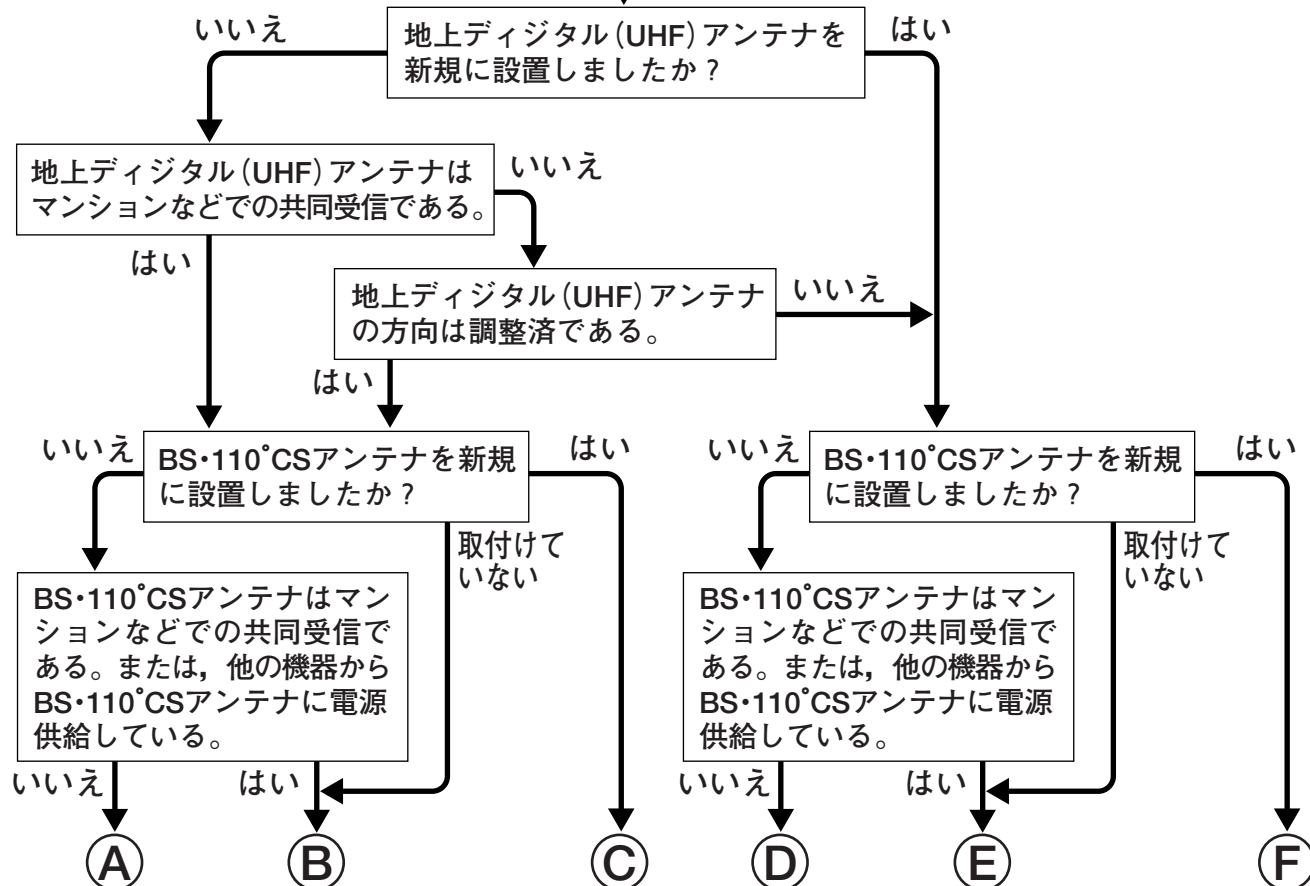 いいえ
地上ディジタル(UHF)アンテナを
新規に設置しましたか?
はい
地上ディジタル(UHF)アンテナは
マンションなどでの共同受信である。
いいえ
はい
地上ディジタル(UHF)アンテナ
の方向は調整済である。
いいえ
はい
いいえ
BS・110°CSアンテナを新規
に設置しましたか?
はい
取付けて
いない
BS・110°CSアンテナはマン
ションなどでの共同受信で
ある。または,他の機器から
BS・110°CSアンテナに電源
供給している。
いいえ
はい
いいえ
BS・110°CSアンテナを新規
に設置しましたか?
はい
取付けて
いない
BS・110°CSアンテナはマン
ションなどでの共同受信で
ある。または,他の機器から
BS・110°CSアンテナに電源
供給している。
いいえ
はい
Ⓐ
Ⓑ
Ⓒ
Ⓓ
Ⓔ
Ⓕ